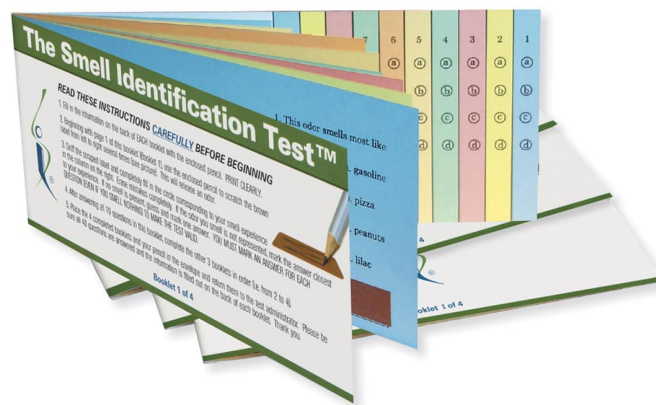 The Smell Identification Test™
READ THESE INSTRUCTIONS CAREFULLY BEFORE BEGINNING
1. Fill in the information on the back of EACH booklet with the enclosed pencil. PRINT CLEARLY.
2. Beginning with page 1 of this booklet (Booklet 1), use the enclosed pencil to scratch the brown
label from left to right several times (see picture). This will release an odor.
3. Sniff the scraped label and completely fill in the circle corresponding to your smell experience
in the column on the right. Erase mistakes completely. If the odor you smell is not represented, mark the answer closest
to your experience. If no smell is present, guess and mark one answer. YOU MUST MARK AN ANSWER FOR EACH
QUESTION EVEN IF YOU SMELL NOTHING TO MAKE THE TEST VALID.
4. After answering all 10 questions in this booklet, complete the other 3 booklets in order (i.e. from 2 to 4).
5. Place the 4 completed booklets and your pencil in the envelope and return them to the test administrator. Please be
sure all 40 questions are answered and the information is filled out on the back of each booklet. Thank you.
Booklet 1 of 4
1. This odor smells most like
gasoline
pizza
peanuts
lilac
7 6 5 4 3 2 1
a a a a a a
b b b b b
c c c c c
d d d d d
4
®
Booklet 1 of 4